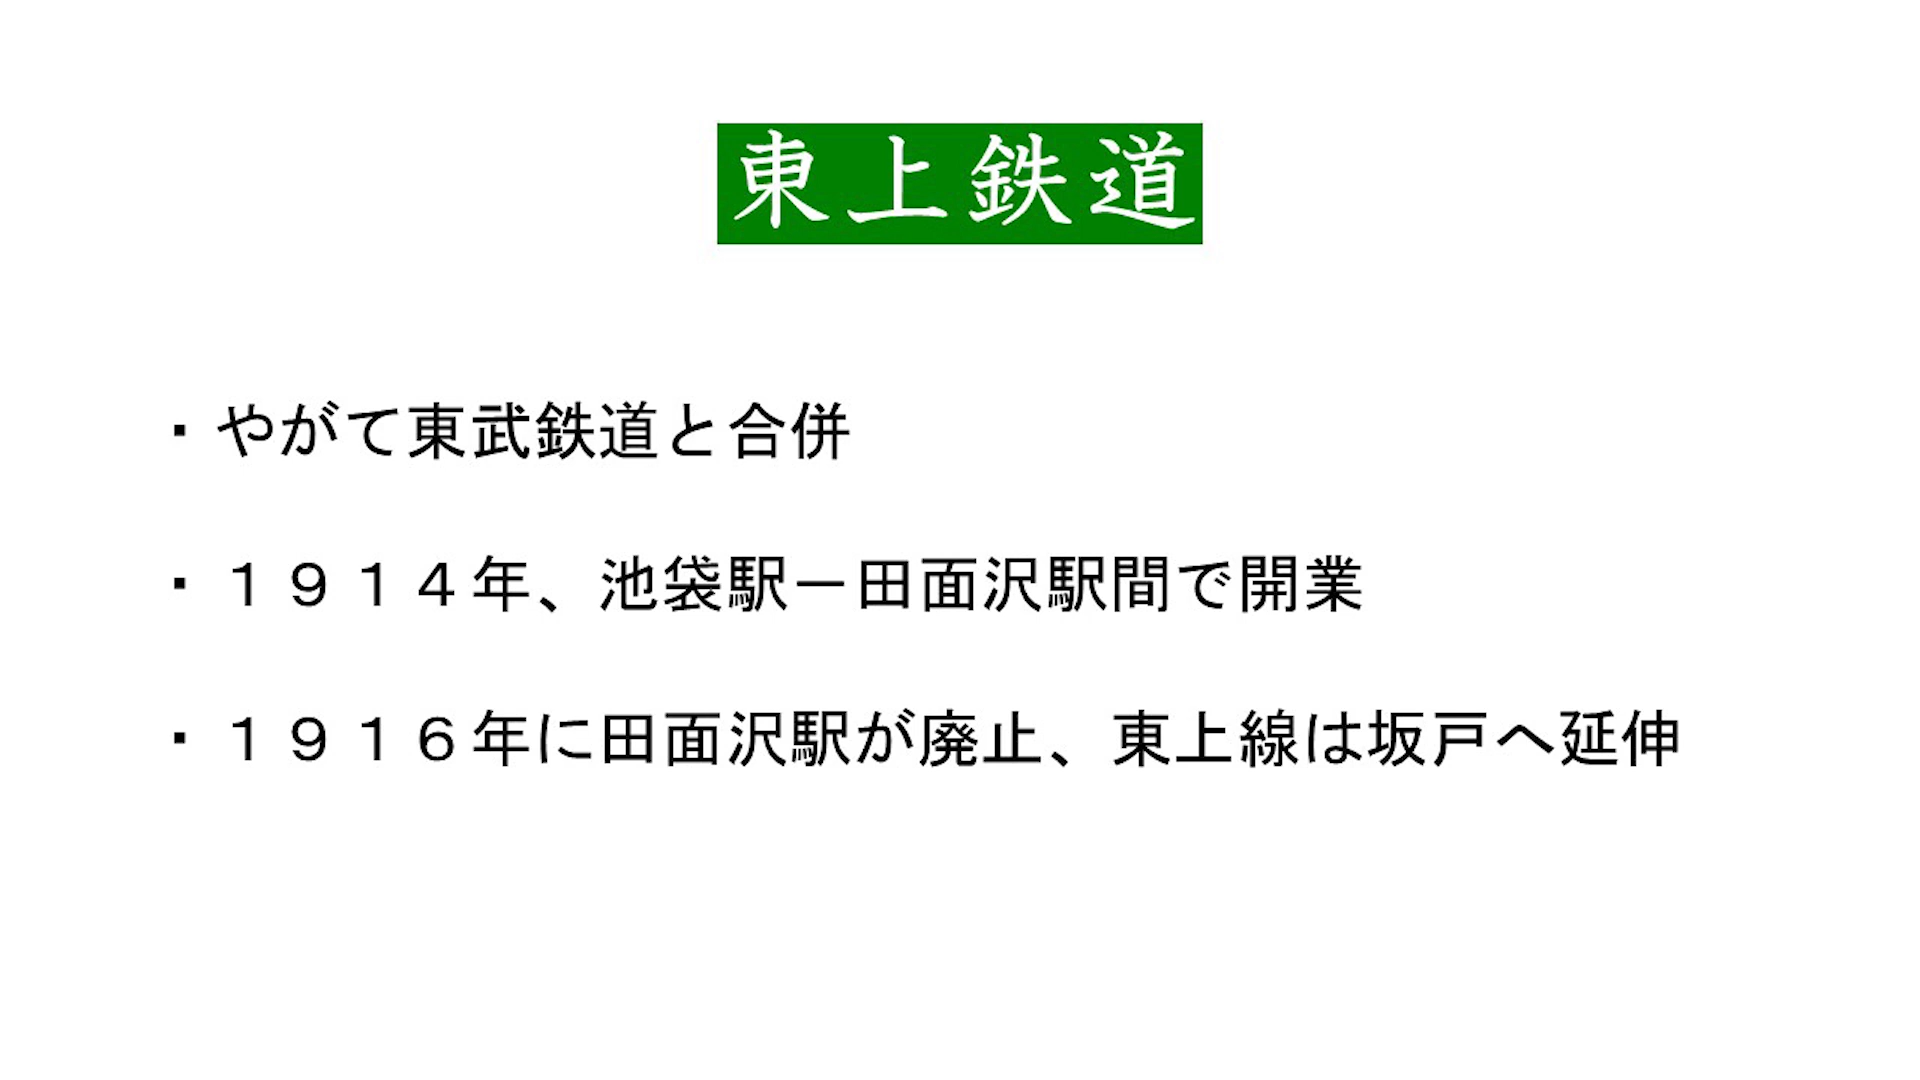 東上鉄道
・やがて東武鉄道と合併
・１９１４年、池袋駅－田面沢駅間で開業
・１９１６年に田面沢駅が廃止、東上線は坂戸へ延伸